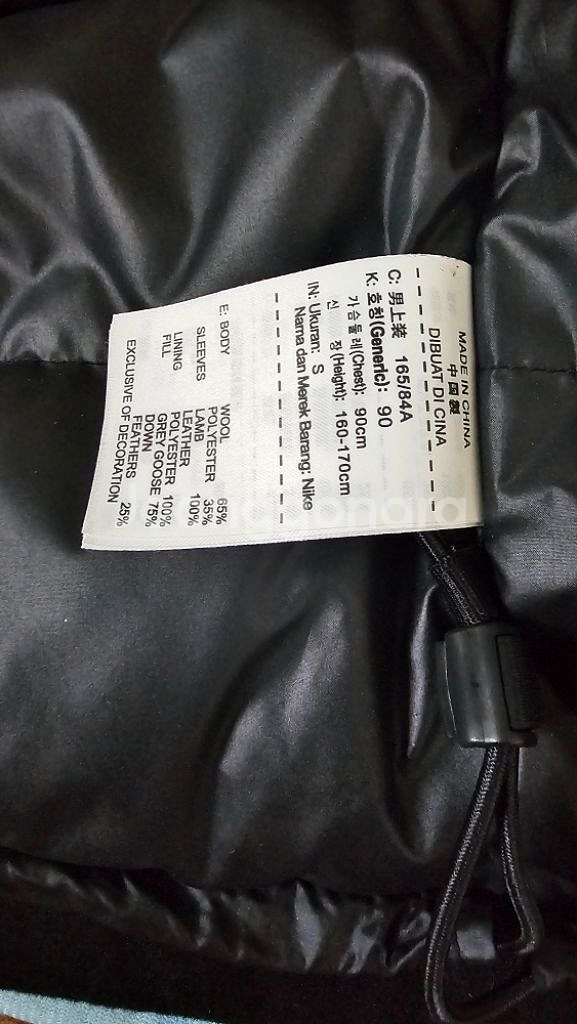 MADE IN CHINA
中国製
DIBUAT DI CINA
C: 男上装 165/84A
K: 호칭(Generic): 90
가슴둘레(Chest): 90cm
신 장(Height): 160-170cm
IN: Ukuran: S
Nama dan Merek Barang: Nike
E: BODY WOOL 65%
POLYESTER 35%
SLEEVES LAMB
LEATHER 100%
LINING POLYESTER 100%
FILL GREY GOOSE
DOWN 75%
FEATHERS 25%
EXCLUSIVE OF DECORATION